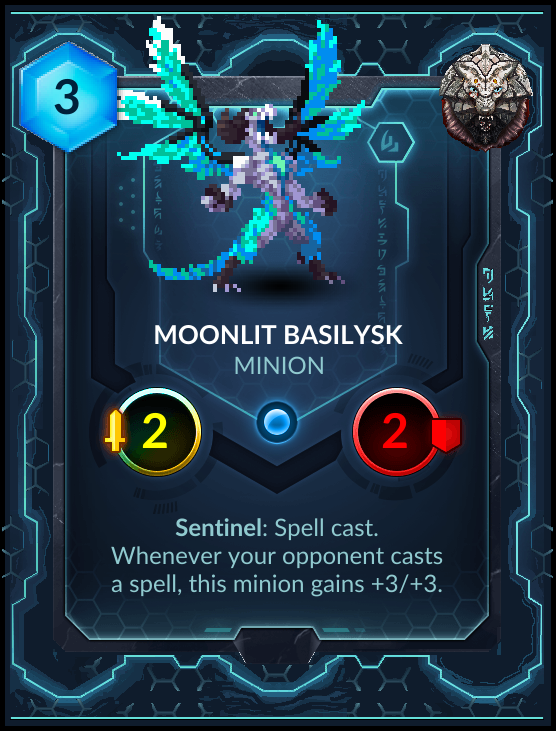 3
MOONLIT BASILYSK
MINION
2
2
Sentinel: Spell cast.
Whenever your opponent casts
a spell, this minion gains +3/+3.